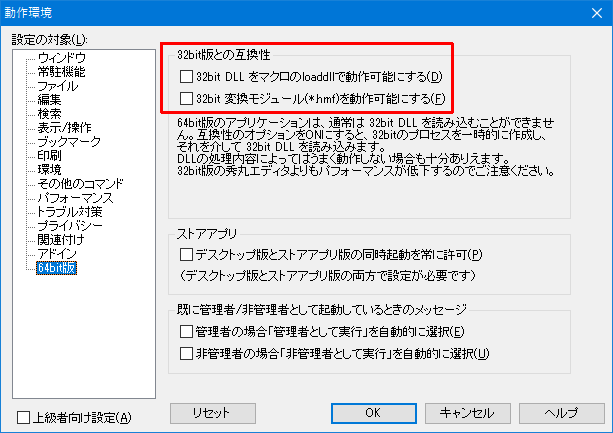 動作環境
設定の対象(L):
ウィンドウ
常駐機能
ファイル
編集
検索
表示/操作
ブックマーク
印刷
環境
その他のコマンド
パフォーマンス
トラブル対策
プライバシー
関連付け
アドイン
64bit版
32bit版との互換性
32bit DLL をマクロのloaddllで動作可能にする(D)
32bit 変換モジュール(*.hmf)を動作可能にする(F)
64bit版のアプリケーションは、通常は 32bit DLL を読み込むことができませ
ん。互換性のオプションをONにすると、32bitのプロセスを一時的に作成し、
それを介して 32bit DLL を読み込みます。
DLLの処理内容によってはうまく動作しない場合も十分ありえます。
32bit版の秀丸エディタよりもパフォーマンスが低下するのでご注意ください。
ストアアプリ
デスクトップ版とストアアプリ版の同時起動を常に許可(P)
(デスクトップ版とストアアプリ版の両方で設定が必要です)
既に管理者/非管理者として起動しているときのメッセージ
管理者の場合「管理者として実行」を自動的に選択(E)
非管理者の場合「非管理者として実行」を自動的に選択(U)
上級者向け設定(A)
リセット
OK
キャンセル
ヘルプ